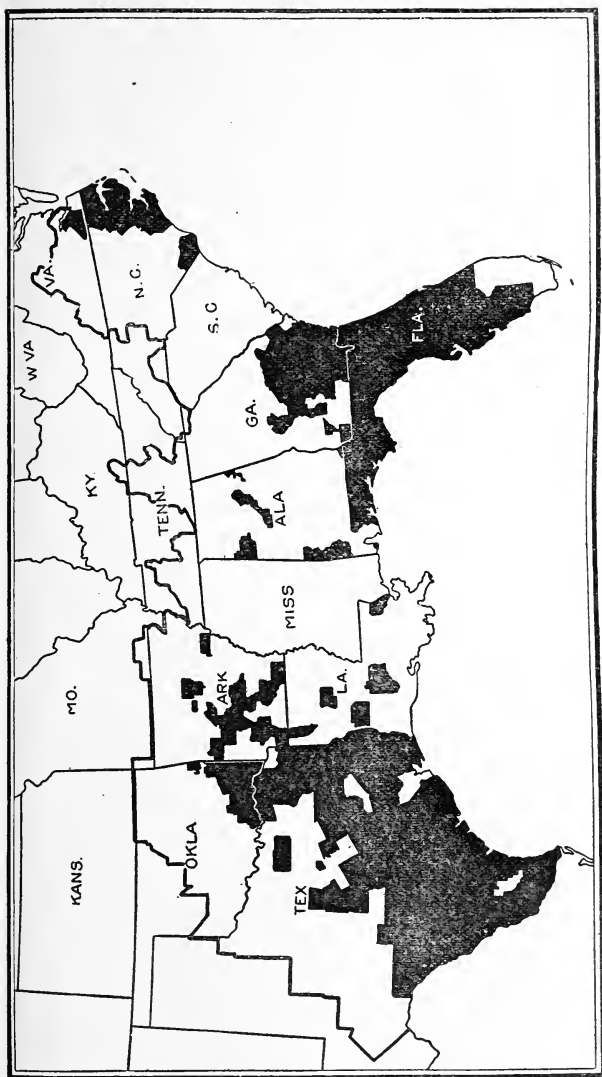 W VA
VA.
KY.
N. C.
TENN.
S. C
MO.
KANS.
ARK
OKLA
MISS
ALA
GA.
LA.
TEX
FLA.